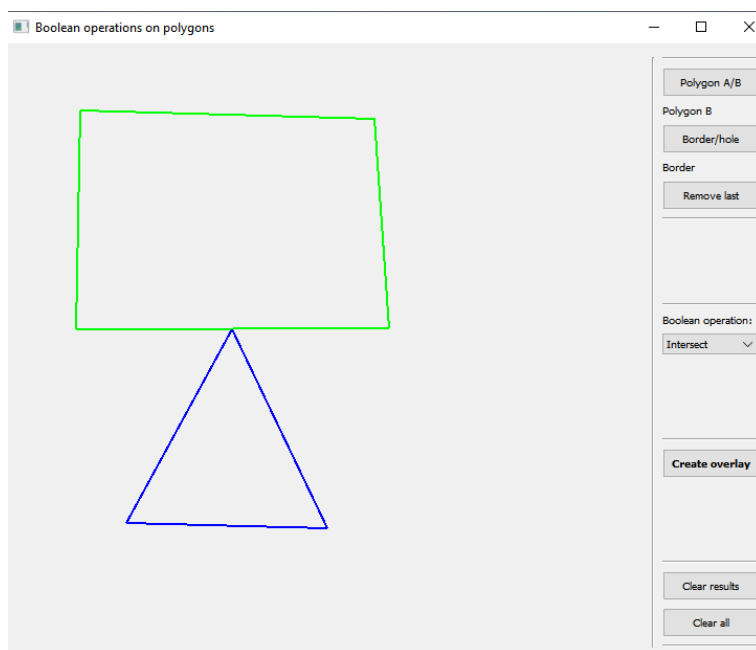 Boolean operations on polygons
Polygon A/B
Polygon B
Border/hole
Border
Remove last
Boolean operation:
Intersect
Create overlay
Clear results
Clear all